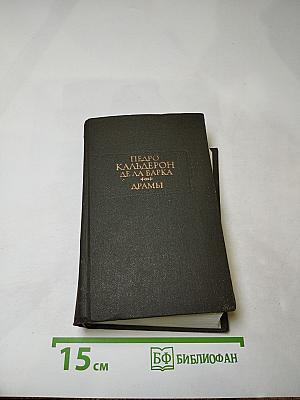 ПЕДРО
КАЛЬДЕРОН
ДЕ ЛА БАРКА
ДРАМЫ
15 см
БФ БИБЛИОФАН